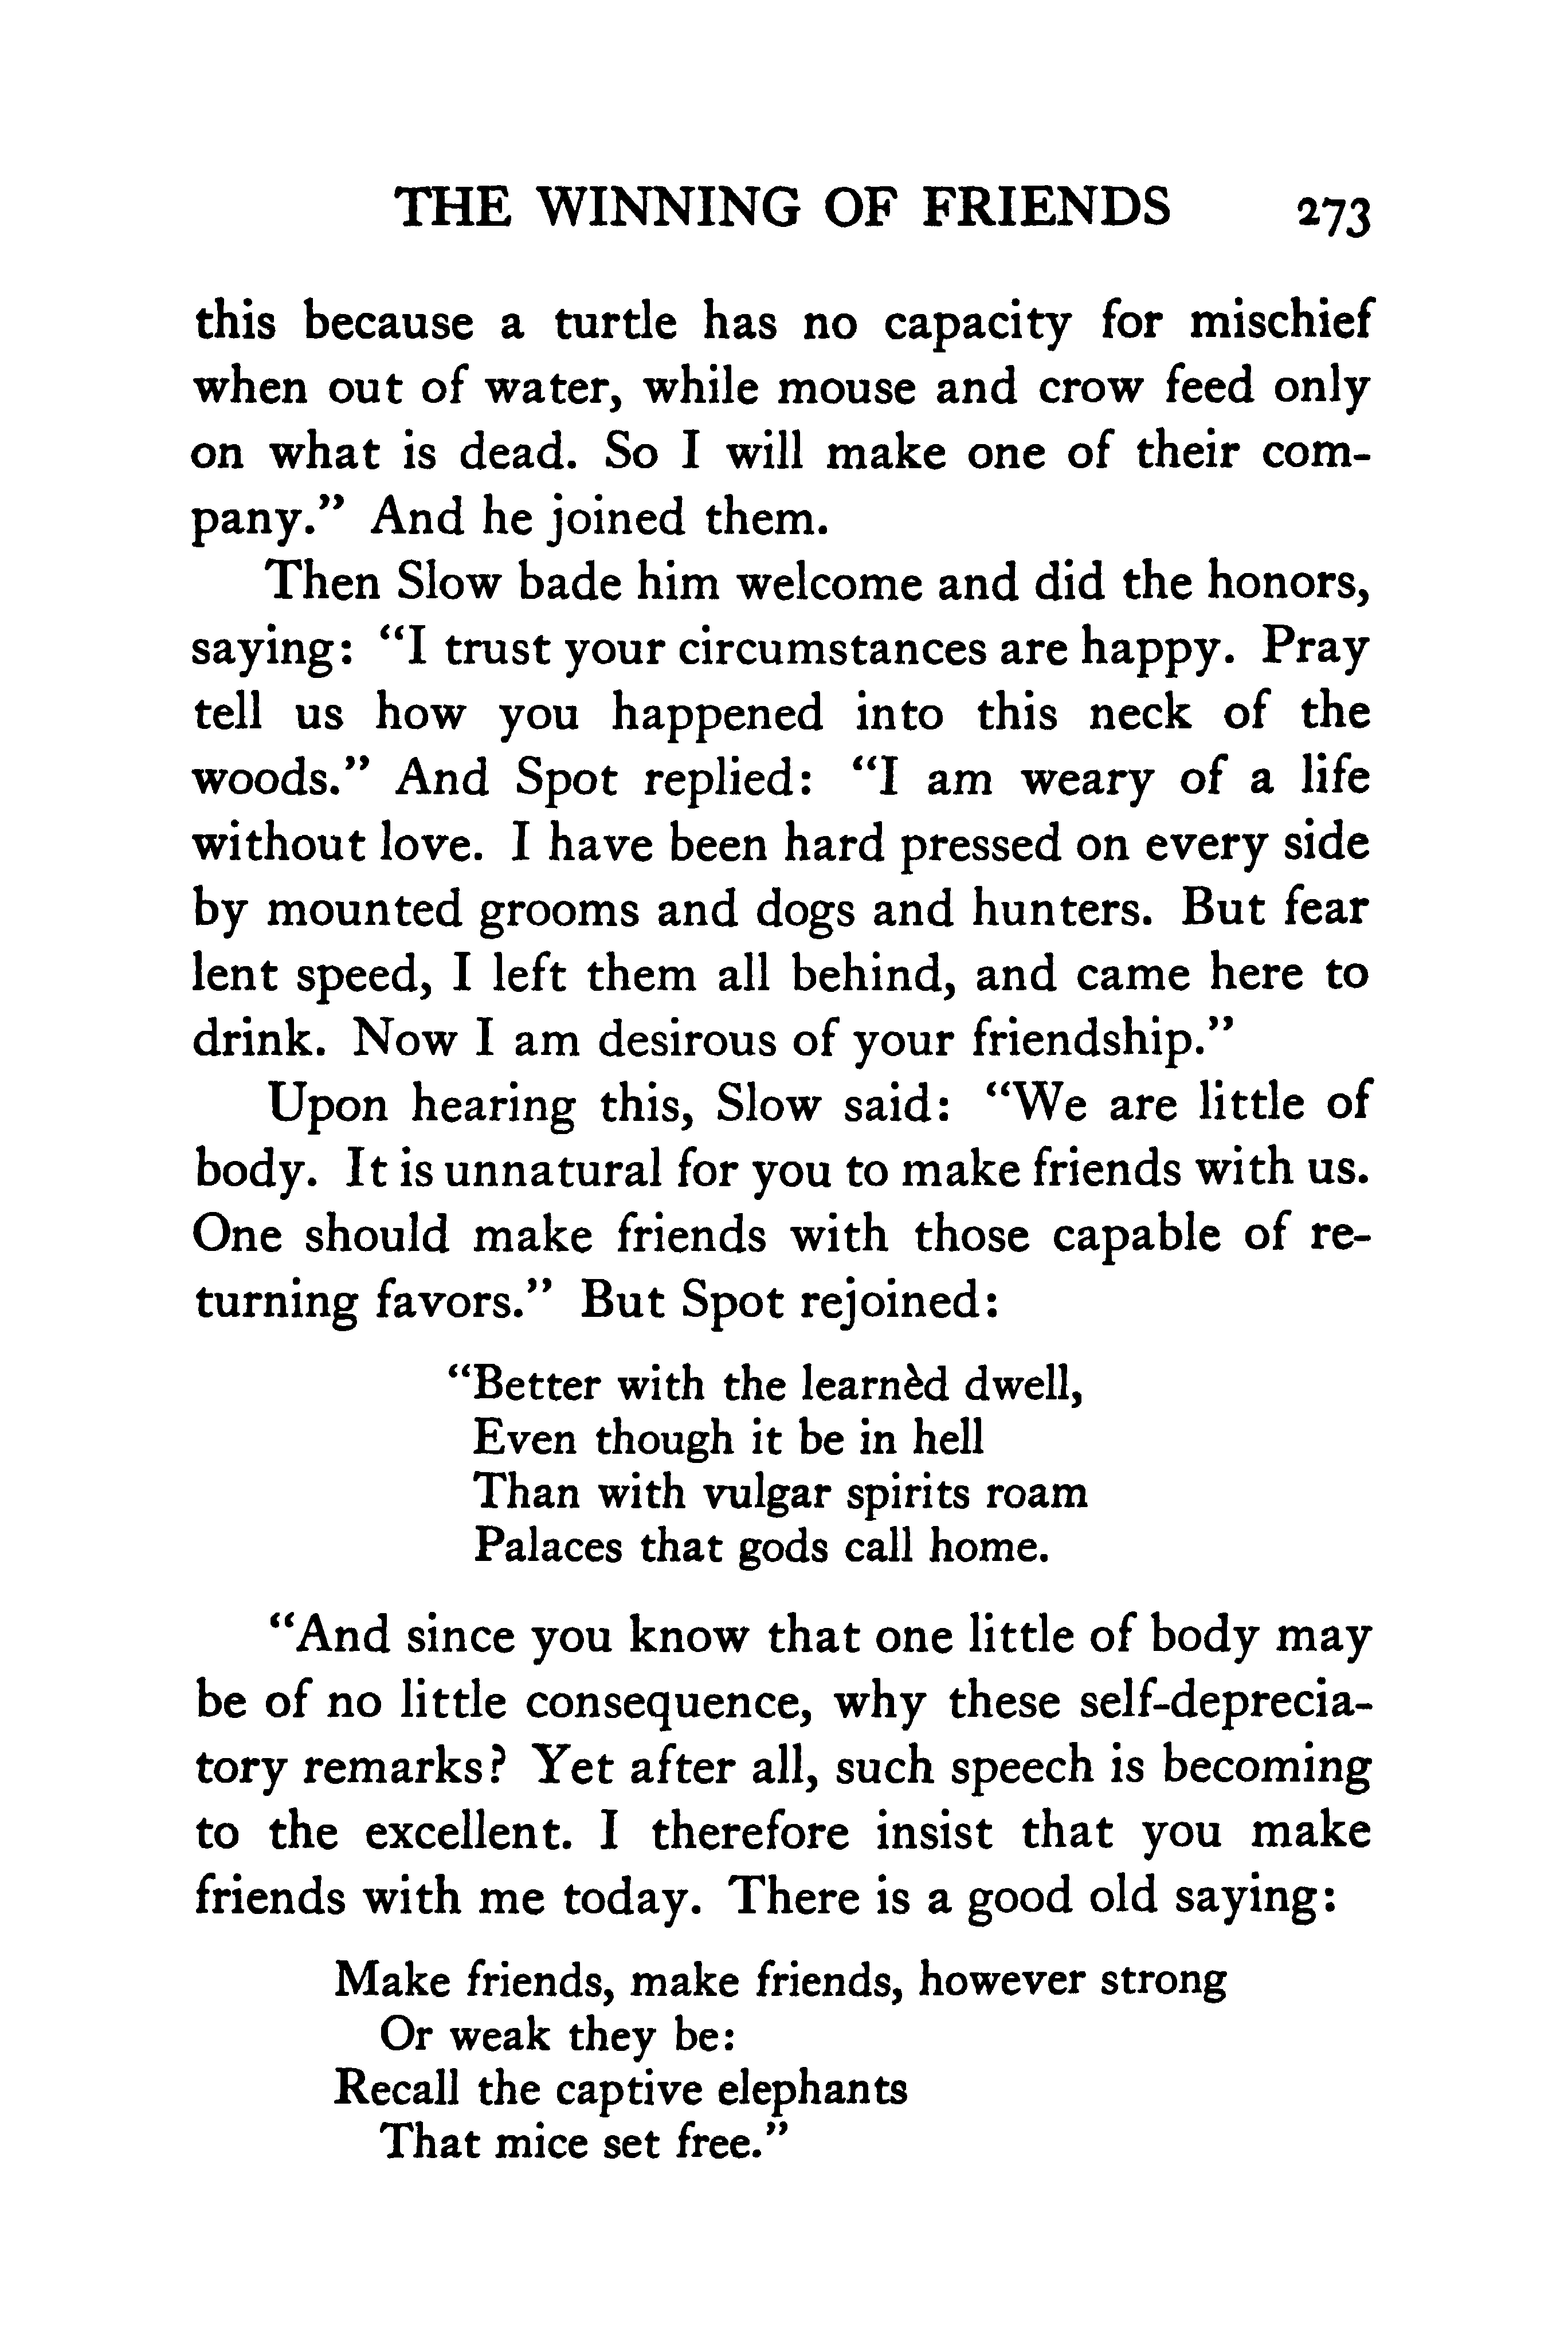 THE WINNING OF FRIENDS 273
this because a turtle has no capacity for mischief
when out of water, while mouse and crow feed only
on what is dead. So I will make one of their com-
pany.” And he joined them.
Then Slow bade him welcome and did the honors,
saying: “I trust your circumstances are happy. Pray
tell us how you happened into this neck of the
woods.” And Spot replied: “I am weary of a life
without love. I have been hard pressed on every side
by mounted grooms and dogs and hunters. But fear
lent speed, I left them all behind, and came here to
drink. Now I am desirous of your friendship.”
Upon hearing this, Slow said: “We are little of
body. It is unnatural for you to make friends with us.
One should make friends with those capable of re-
turning favors.” But Spot rejoined:
“Better with the learnèd dwell,
Even though it be in hell
Than with vulgar spirits roam
Palaces that gods call home.
“And since you know that one little of body may
be of no little consequence, why these self-deprecia-
tory remarks? Yet after all, such speech is becoming
to the excellent. I therefore insist that you make
friends with me today. There is a good old saying:
Make friends, make friends, however strong
Or weak they be:
Recall the captive elephants
That mice set free.”